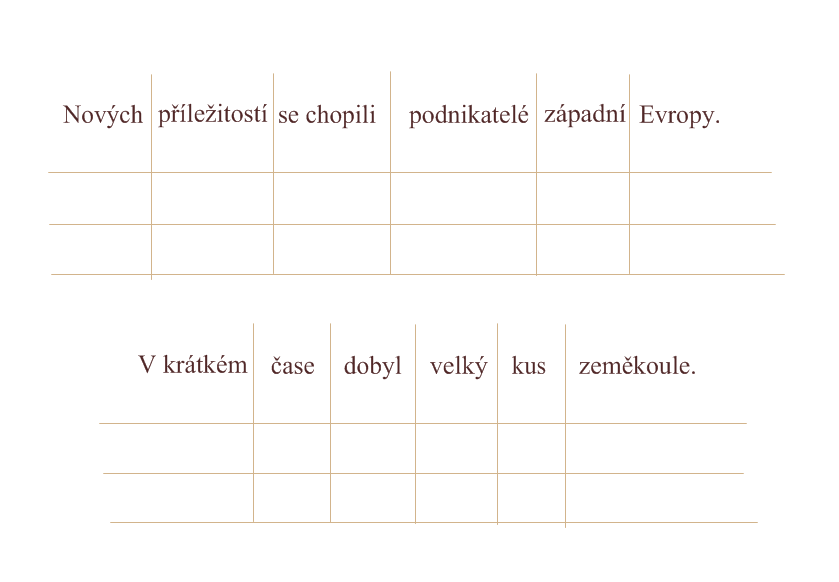 Nových příležitostí se chopili podnikatelé západní Evropy.
V krátkém čase dobyl velký kus zeměkoule.